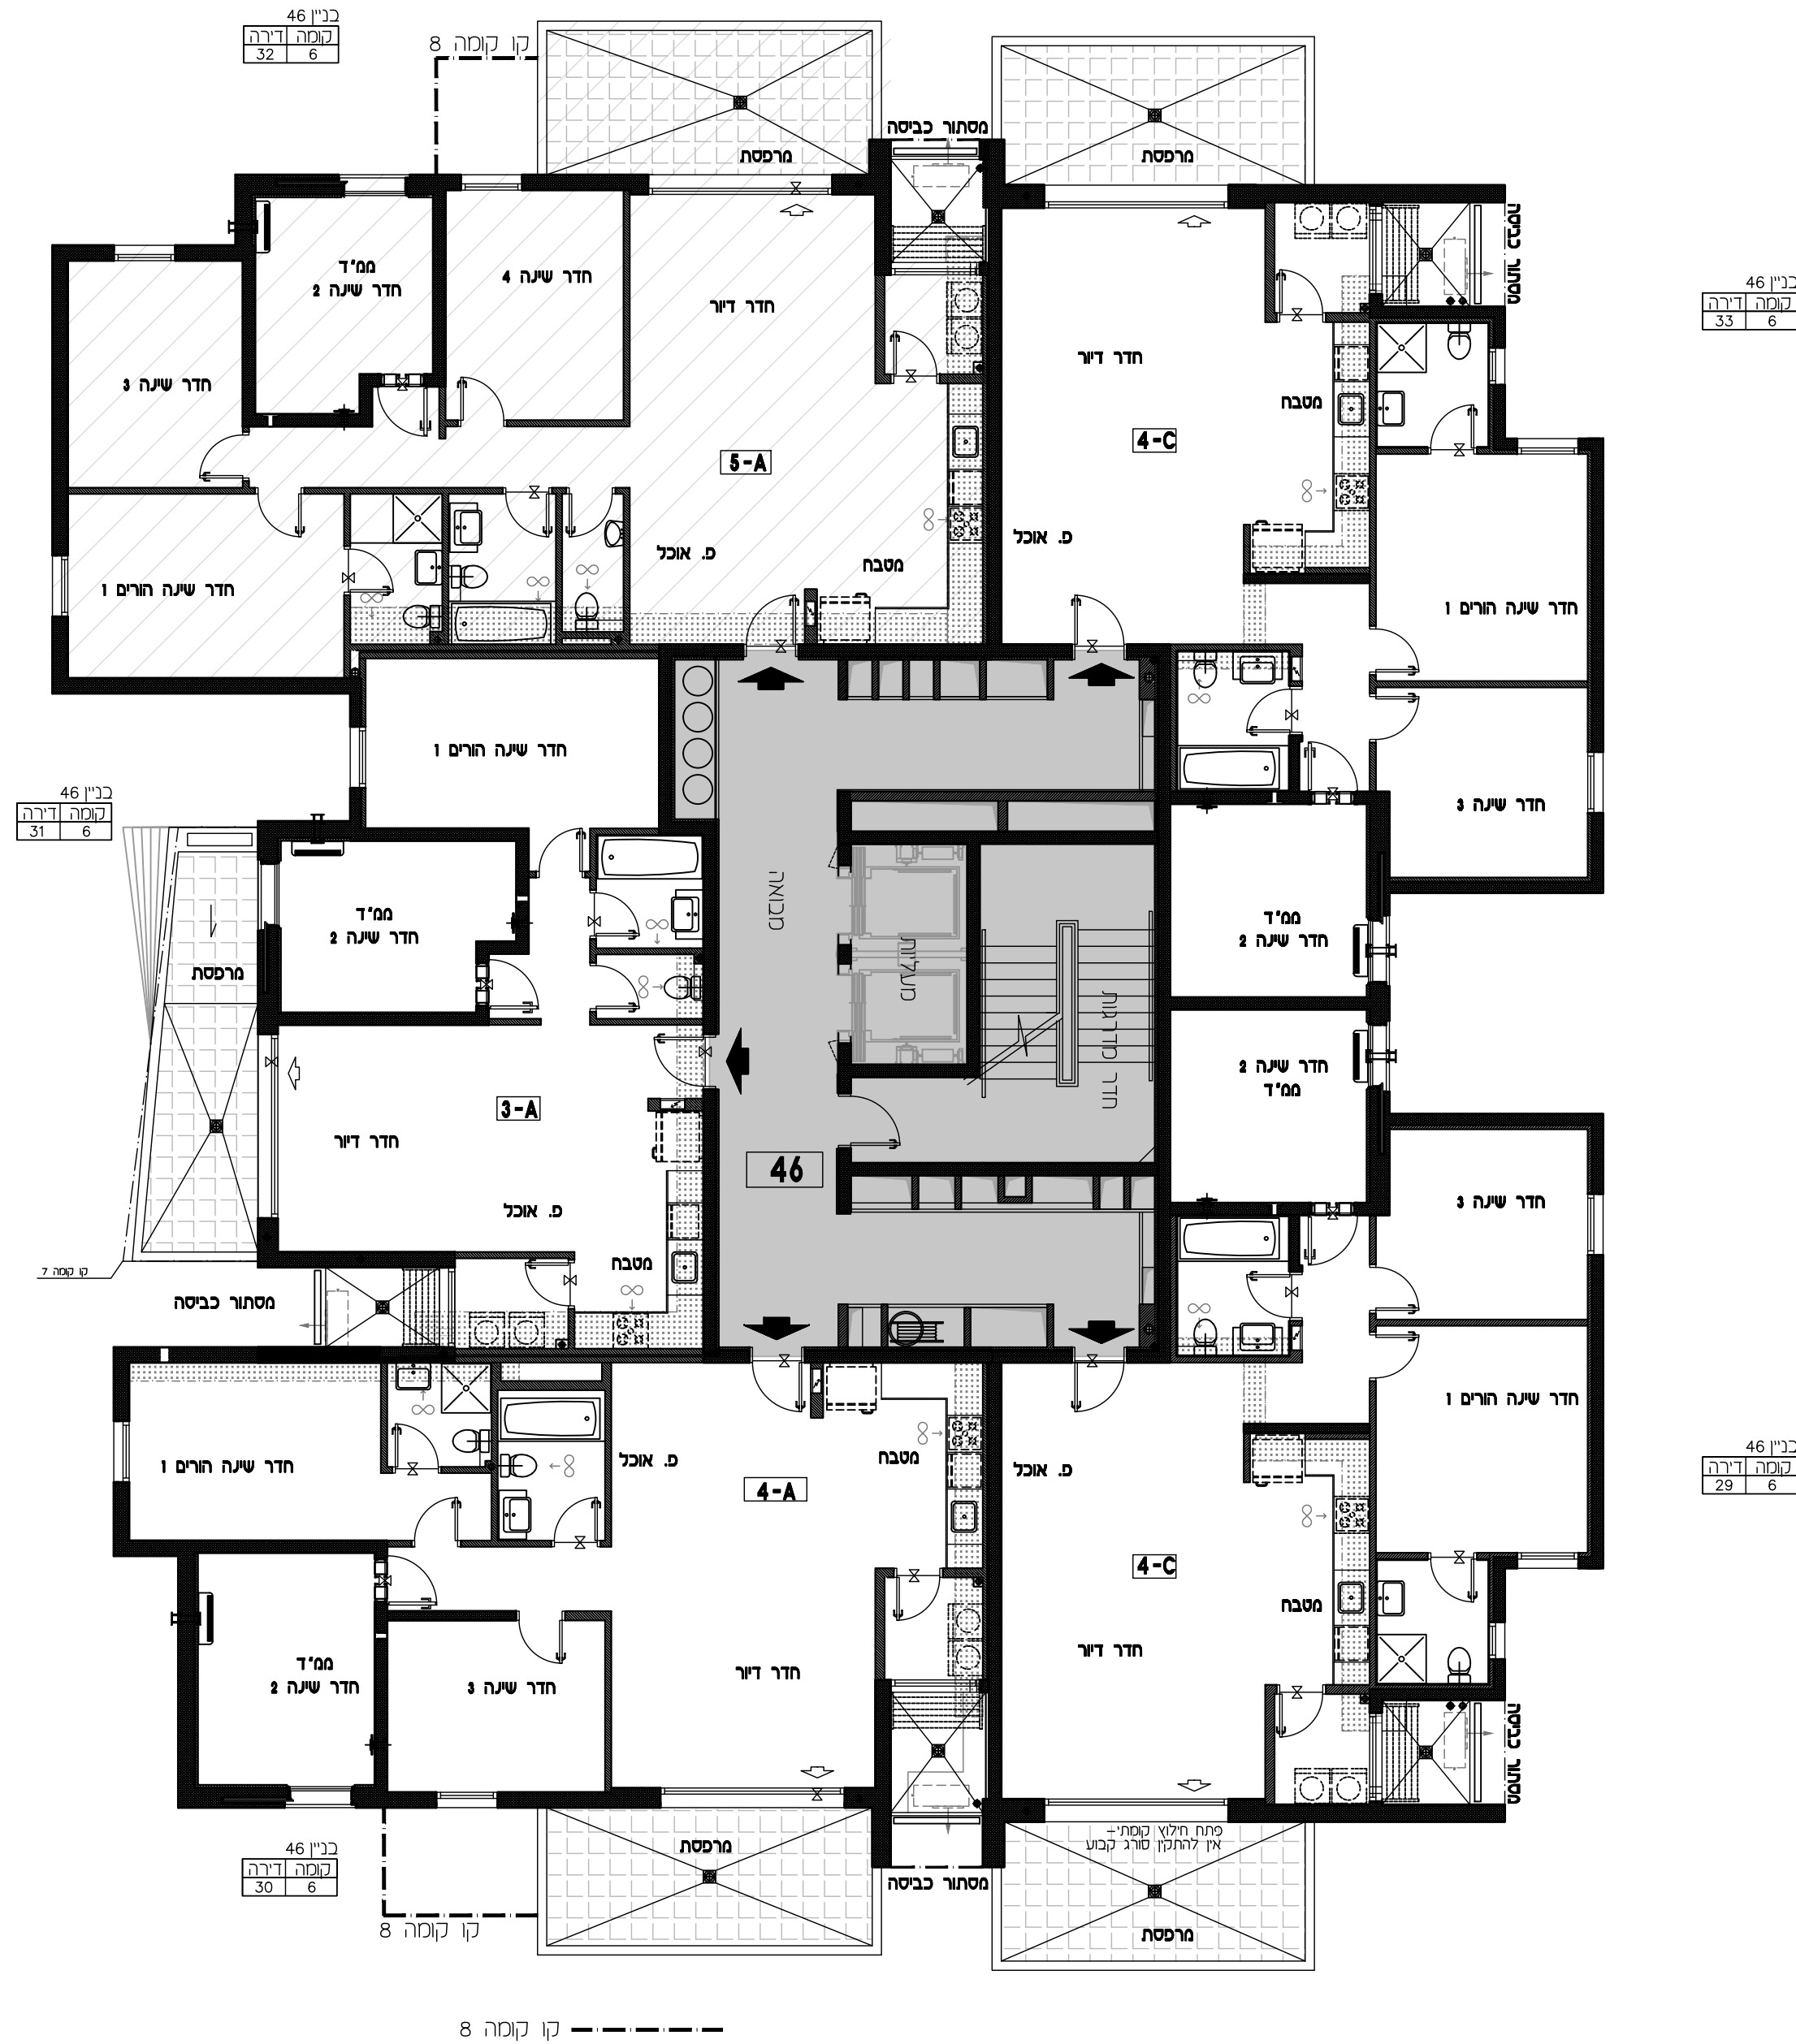 בניין 46
קומה דירה
6 32
קו קומה 8
מסתור כביסה
מרפסת
מרפסת
מסתור כביסה
בניין 46
קומה דירה
6 33
ממ"ד
חדר שינה 2
חדר שינה 4
חדר דיור
חדר שינה 3
חדר דיור
מטבח
4-C
5-A
פ. אוכל
מטבח
פ. אוכל
חדר שינה הורים 1
חדר שינה הורים 1
חדר שינה הורים 1
חדר שינה 3
בניין 46
קומה דירה
6 31
מבואה
ממ"ד
חדר שינה 2
ממ"ד
חדר שינה 2
מרפסת
מעליות
חדר מדרגות
חדר שינה 2
ממ"ד
3-A
חדר דיור
46
פ. אוכל
חדר שינה 3
מטבח
קו קומה 7
מסתור כביסה
חדר שינה הורים 1
חדר שינה הורים 1
פ. אוכל
מטבח
פ. אוכל
בניין 46
קומה דירה
6 29
4-A
4-C
מטבח
ממ"ד
חדר שינה 2
חדר שינה 3
חדר דיור
חדר דיור
מסתור כביסה
פתח חילוץ קומתי-
אין להתקין סורג קבוע
מרפסת
בניין 46
קומה דירה
6 30
מסתור כביסה
קו קומה 8
מרפסת
קו קומה 8